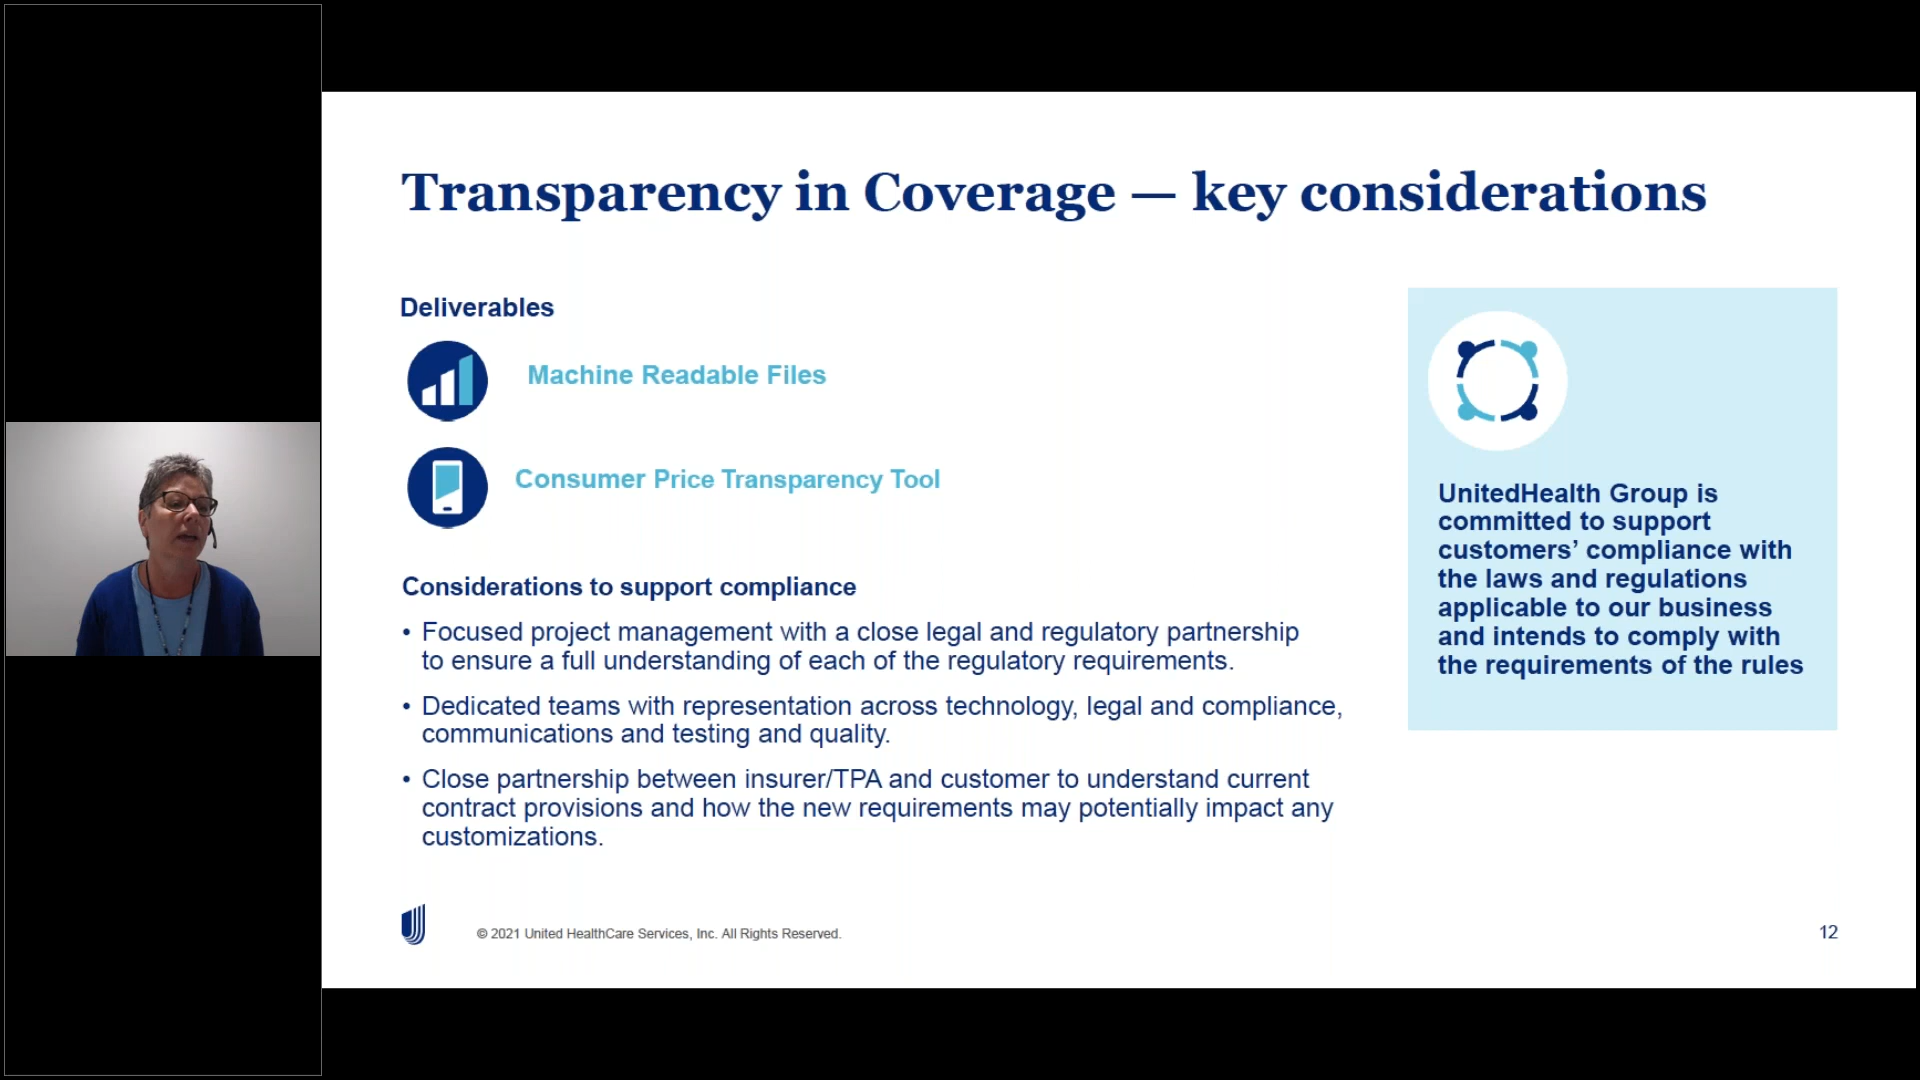 Transparency in Coverage — key considerations
Deliverables
Machine Readable Files
Consumer Price Transparency Tool
Considerations to support compliance
• Focused project management with a close legal and regulatory partnership
to ensure a full understanding of each of the regulatory requirements.
• Dedicated teams with representation across technology, legal and compliance,
communications and testing and quality.
• Close partnership between insurer/TPA and customer to understand current
contract provisions and how the new requirements may potentially impact any
customizations.
UnitedHealth Group is
committed to support
customers’ compliance with
the laws and regulations
applicable to our business
and intends to comply with
the requirements of the rules
© 2021 United HealthCare Services, Inc. All Rights Reserved.
12